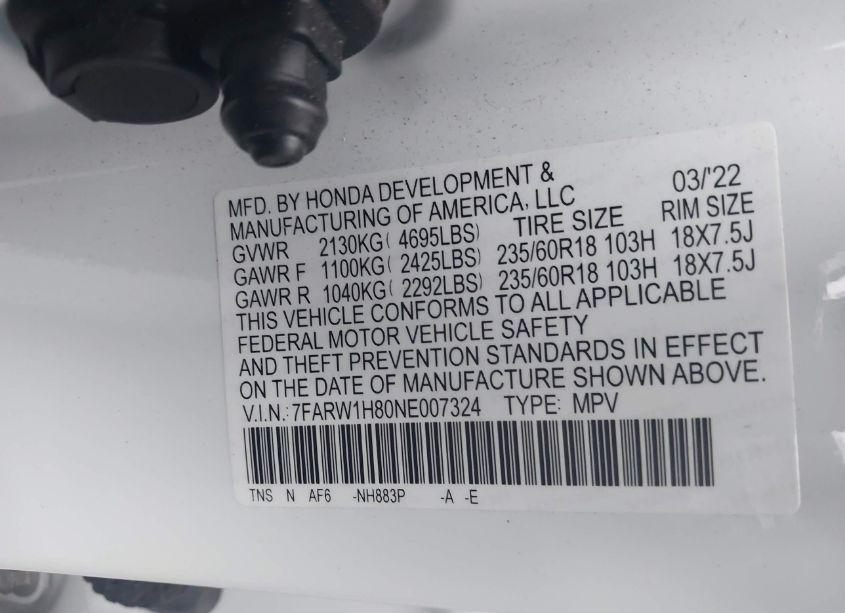 MFD. BY HONDA DEVELOPMENT & 03/'22
MANUFACTURING OF AMERICA, LLC
TIRE SIZE RIM SIZE
GVWR 2130KG( 4695LBS)
GAWR F 1100KG( 2425LBS) 235/60R18 103H 18X7.5J
GAWR R 1040KG( 2292LBS) 235/60R18 103H 18X7.5J
THIS VEHICLE CONFORMS TO ALL APPLICABLE
FEDERAL MOTOR VEHICLE SAFETY
AND THEFT PREVENTION STANDARDS IN EFFECT
ON THE DATE OF MANUFACTURE SHOWN ABOVE.
V.I.N.:7FARW1H80NE007324 TYPE: MPV
TNS N AF6 -NH883P -A -E